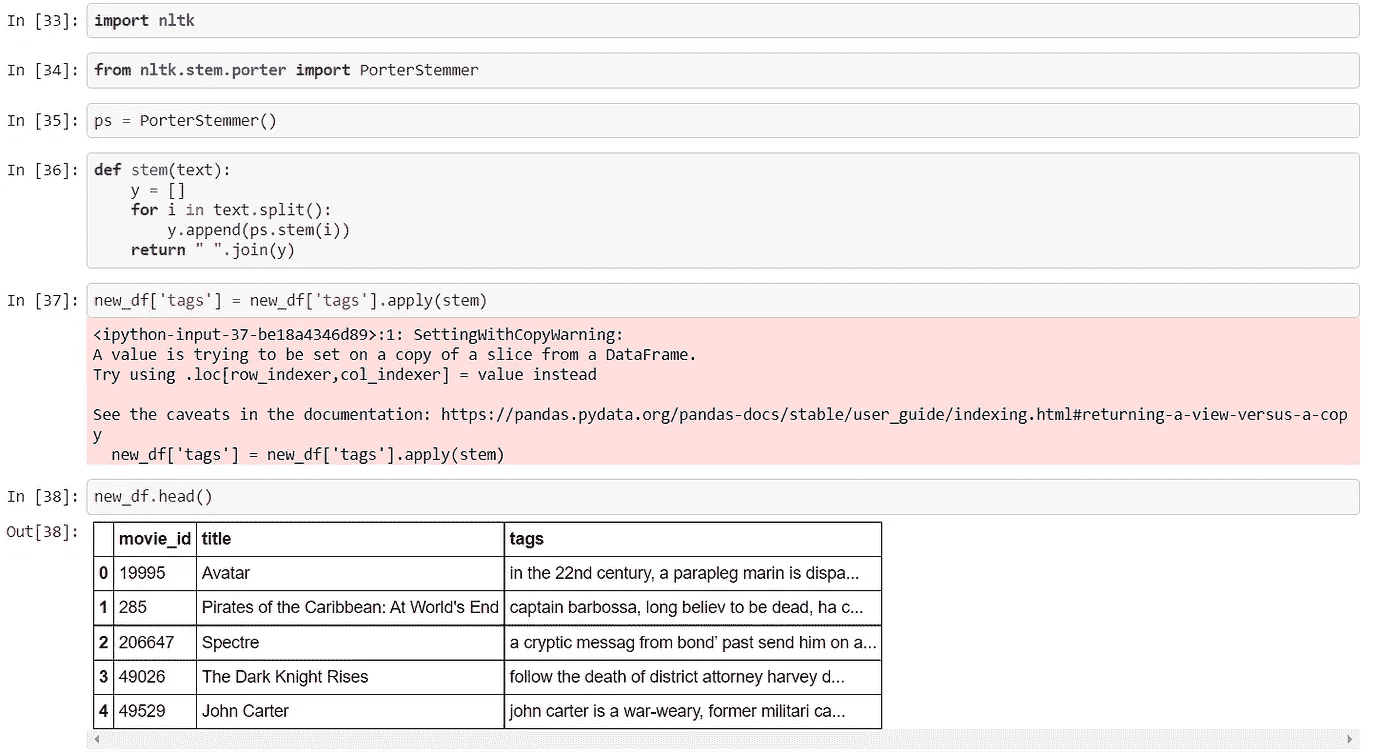 In [33]: import nltk
In [34]: from nltk.stem.porter import PorterStemmer
In [35]: ps = PorterStemmer()
In [36]: def stem(text):
    y = []
    for i in text.split():
        y.append(ps.stem(i))
    return " ".join(y)
In [37]: new_df['tags'] = new_df['tags'].apply(stem)
<ipython-input-37-be18a4346d89>:1: SettingWithCopyWarning:
A value is trying to be set on a copy of a slice from a DataFrame.
Try using .loc[row_indexer,col_indexer] = value instead
See the caveats in the documentation: https://pandas.pydata.org/pandas-docs/stable/user_guide/indexing.html#returning-a-view-versus-a-cop
y
  new_df['tags'] = new_df['tags'].apply(stem)
In [38]: new_df.head()
Out[38]:
movie_id title tags
0 19995 Avatar in the 22nd century, a parapleg marin is dispa...
1 285 Pirates of the Caribbean: At World's End captain barbossa, long believ to be dead, ha c...
2 206647 Spectre a cryptic messag from bond’ past send him on a...
3 49026 The Dark Knight Rises follow the death of district attorney harvey d...
4 49529 John Carter john carter is a war-weary, former militari ca...